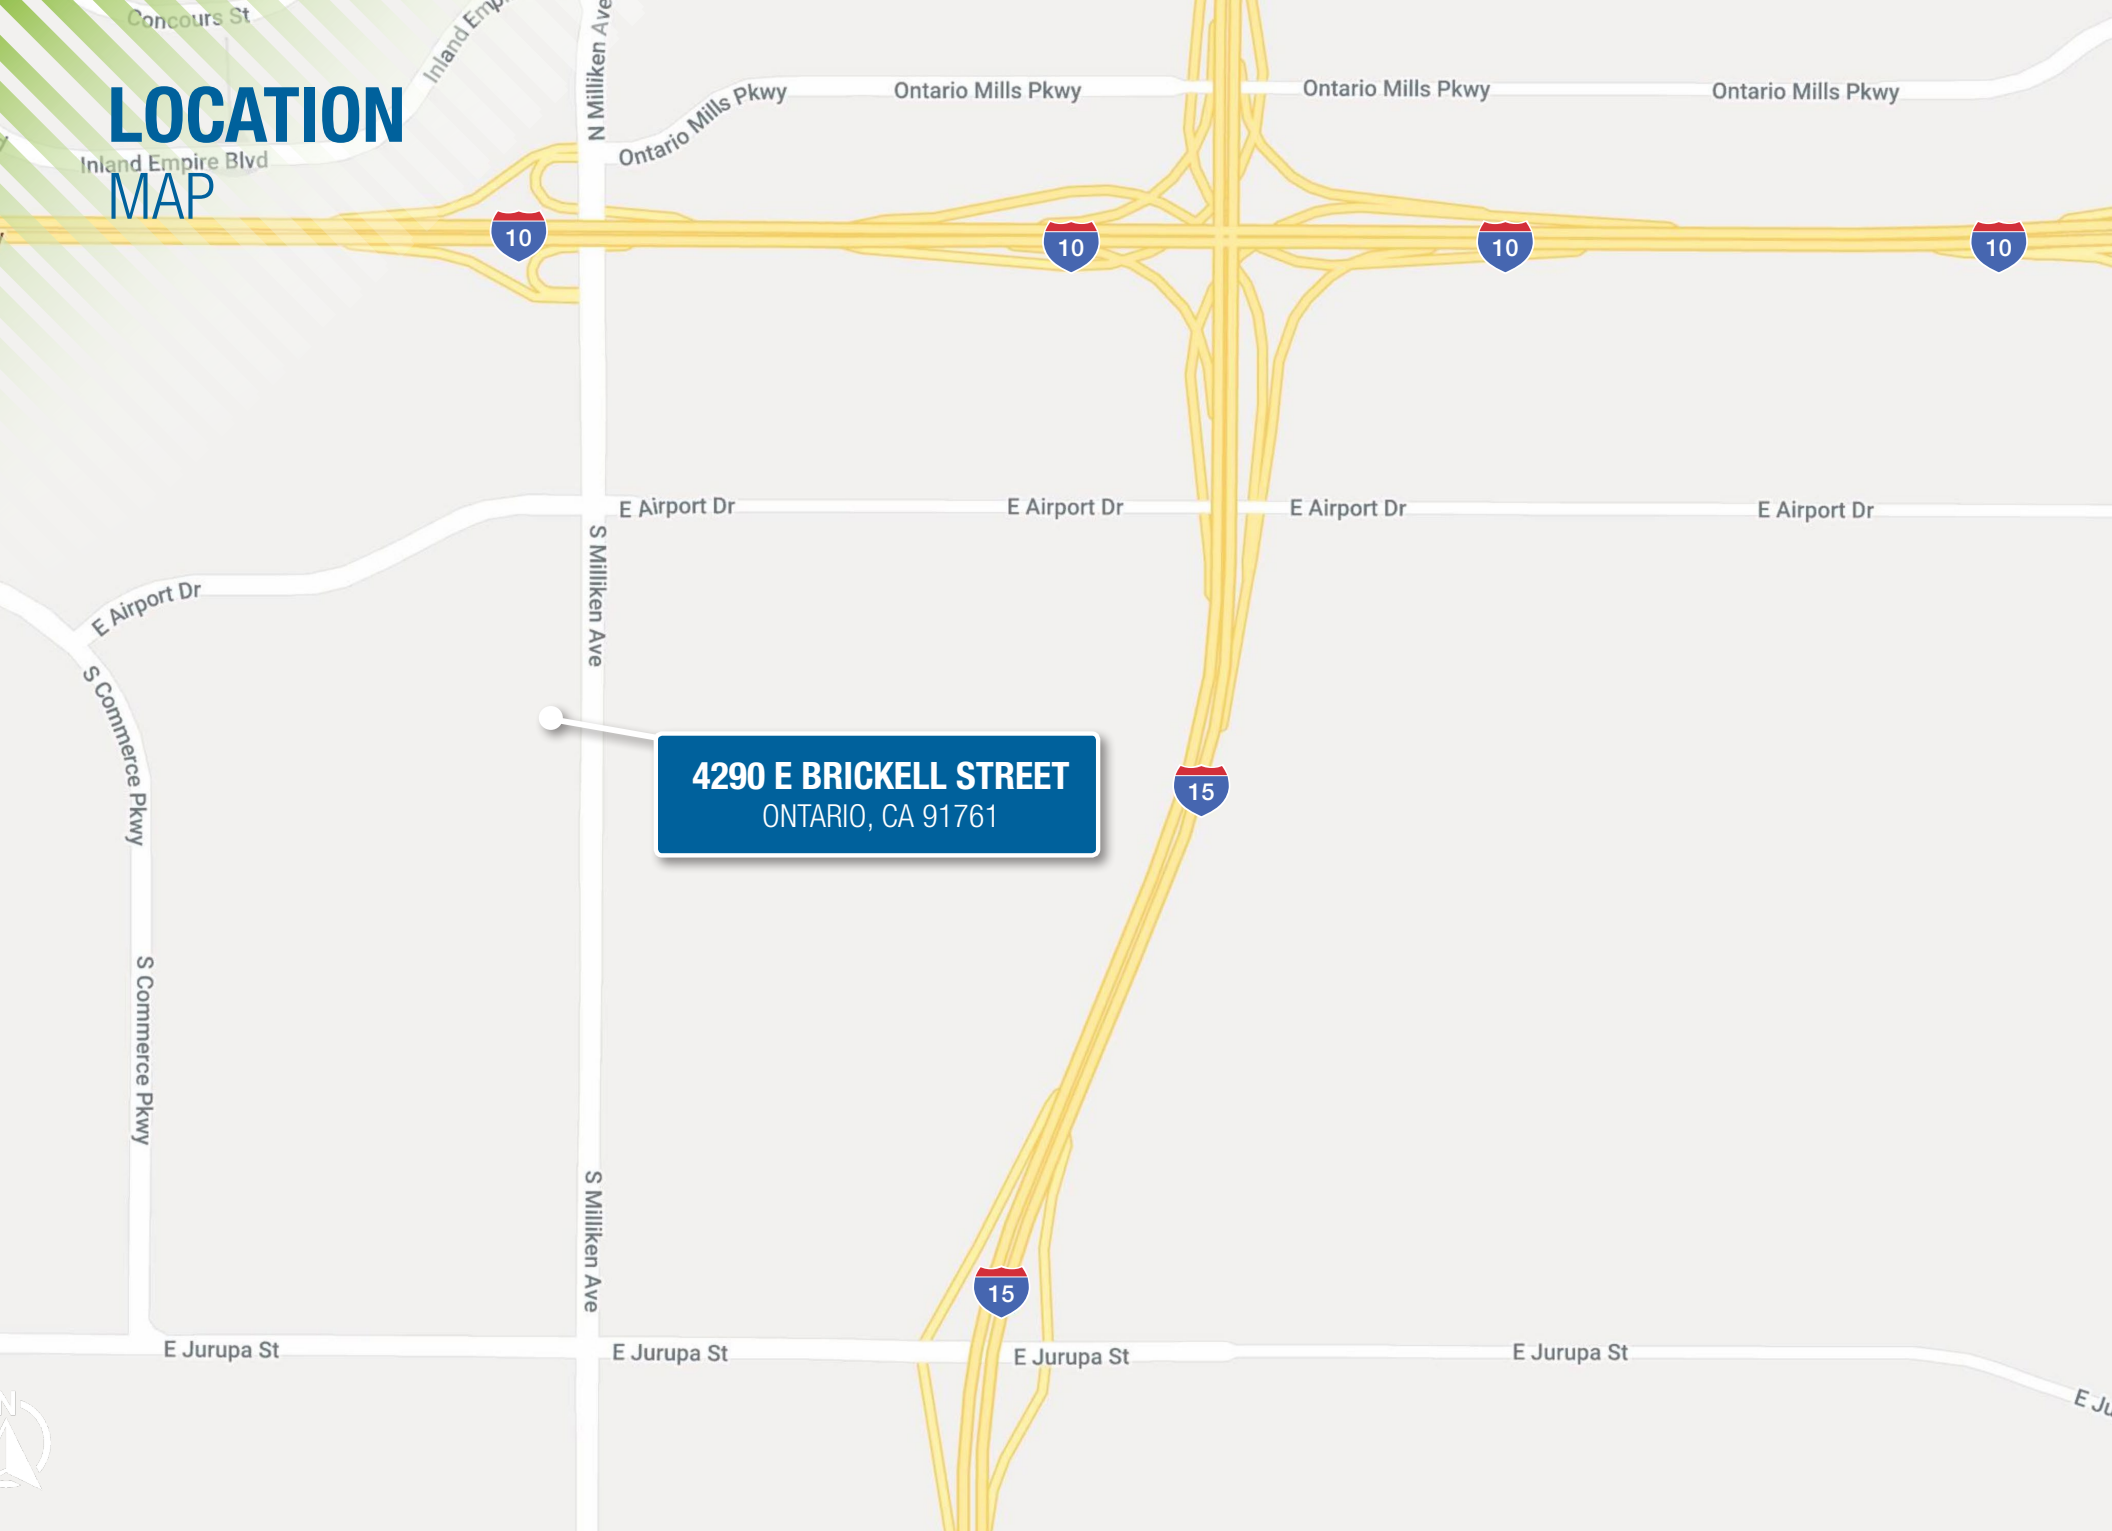 Concours St
Inland Emp
N Milliken Ave
LOCATION
MAP
Inland Empire Blvd
Ontario Mills Pkwy
Ontario Mills Pkwy
Ontario Mills Pkwy
Ontario Mills Pkwy
10
10
10
10
E Airport Dr
E Airport Dr
E Airport Dr
E Airport Dr
E Airport Dr
S Milliken Ave
S Commerce Pkwy
4290 E BRICKELL STREET
ONTARIO, CA 91761
15
S Commerce Pkwy
S Milliken Ave
15
E Jurupa St
E Jurupa St
E Jurupa St
E Jurupa St
E Ju
N